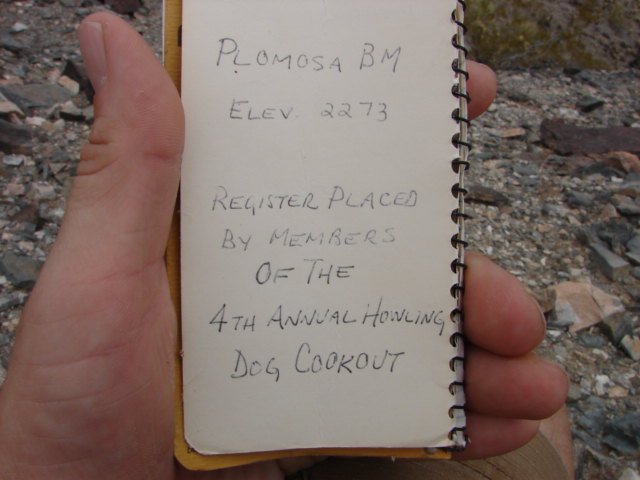 PLOMOSA BM
ELEV. 2273
REGISTER PLACED
BY MEMBERS
OF THE
4TH ANNUAL HOWLING
DOG COOKOUT